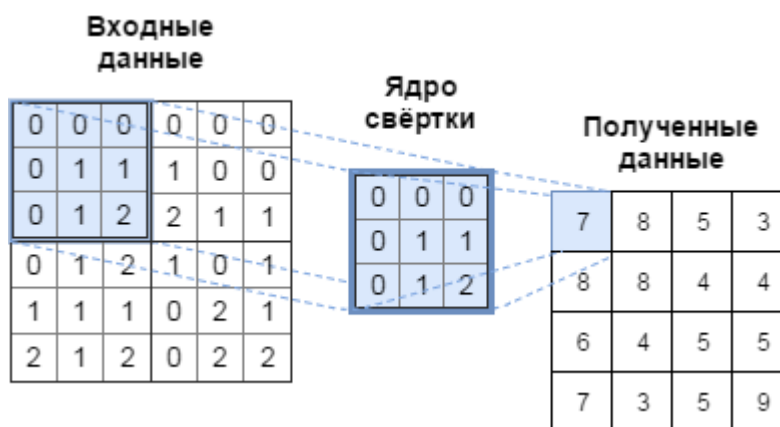 Входные
данные
0 0 0 0 0 0
0 1 1 1 0 0
0 1 2 2 1 1
0 1 2 1 0 1
1 1 1 0 2 1
2 1 2 0 2 2
Ядро
свёртки
0 0 0
0 1 1
0 1 2
Полученные
данные
7 8 5 3
8 8 4 4
6 4 5 5
7 3 5 9